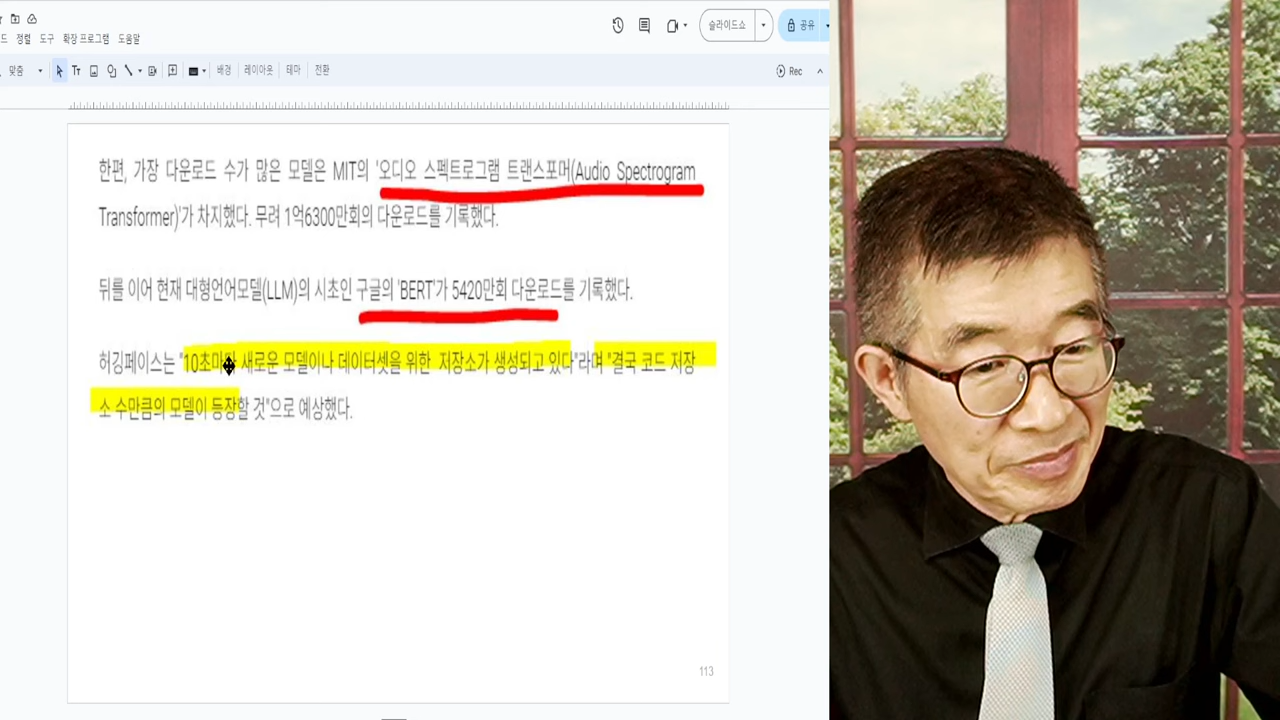 드 정렬 도구 확장 프로그램 도움말
슬라이드쇼
공유
맞춤
Tr
배경 레이아웃 테마 전환
Rec
한편, 가장 다운로드 수가 많은 모델은 MIT의 '오디오 스펙트로그램 트랜스포머(Audio Spectrogram
Transformer)'가 차지했다. 무려 1억6300만회의 다운로드를 기록했다.
뒤를 이어 현재 대형언어모델(LLM)의 시초인 구글의 'BERT'가 5420만회 다운로드를 기록했다.
허깅페이스는 "10초마다 새로운 모델이나 데이터셋을 위한 저장소가 생성되고 있다"라며 "결국 코드 저장
소 수만큼의 모델이 등장할 것"으로 예상했다.
113